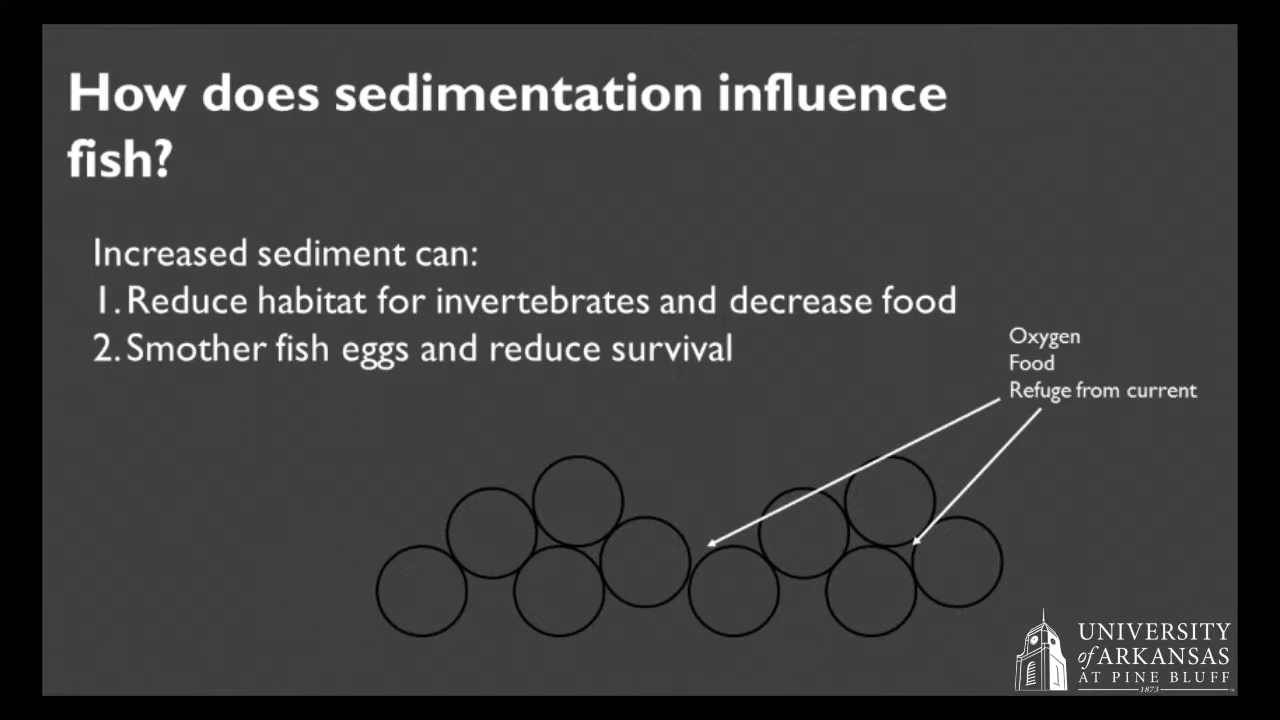 How does sedimentation influence
fish?
Increased sediment can:
1. Reduce habitat for invertebrates and decrease food
2. Smother fish eggs and reduce survival
Oxygen
Food
Refuge from current
UNIVERSITY
of ARKANSAS
AT PINE BLUFF
1873